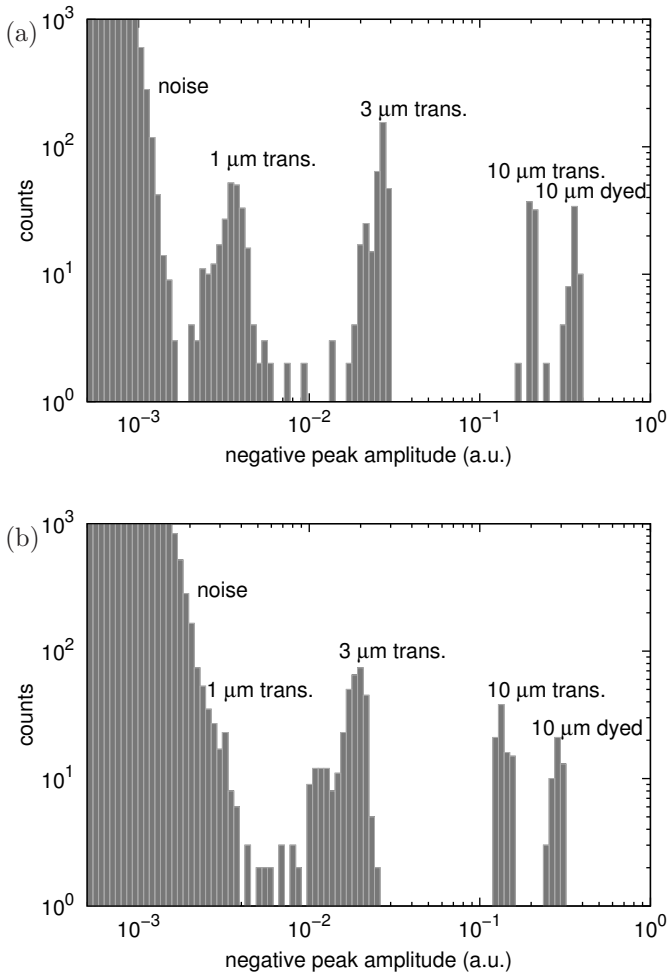 (a)
10³
noise
3 μm trans.
10²
1 μm trans.
10 μm trans.
10 μm dyed
counts
10¹
10⁰
10⁻³ 10⁻² 10⁻¹ 10⁰
negative peak amplitude (a.u.)
(b)
10³
noise
10²
3 μm trans.
1 μm trans.
10 μm trans.
10 μm dyed
counts
10¹
10⁰
10⁻³ 10⁻² 10⁻¹ 10⁰
negative peak amplitude (a.u.)